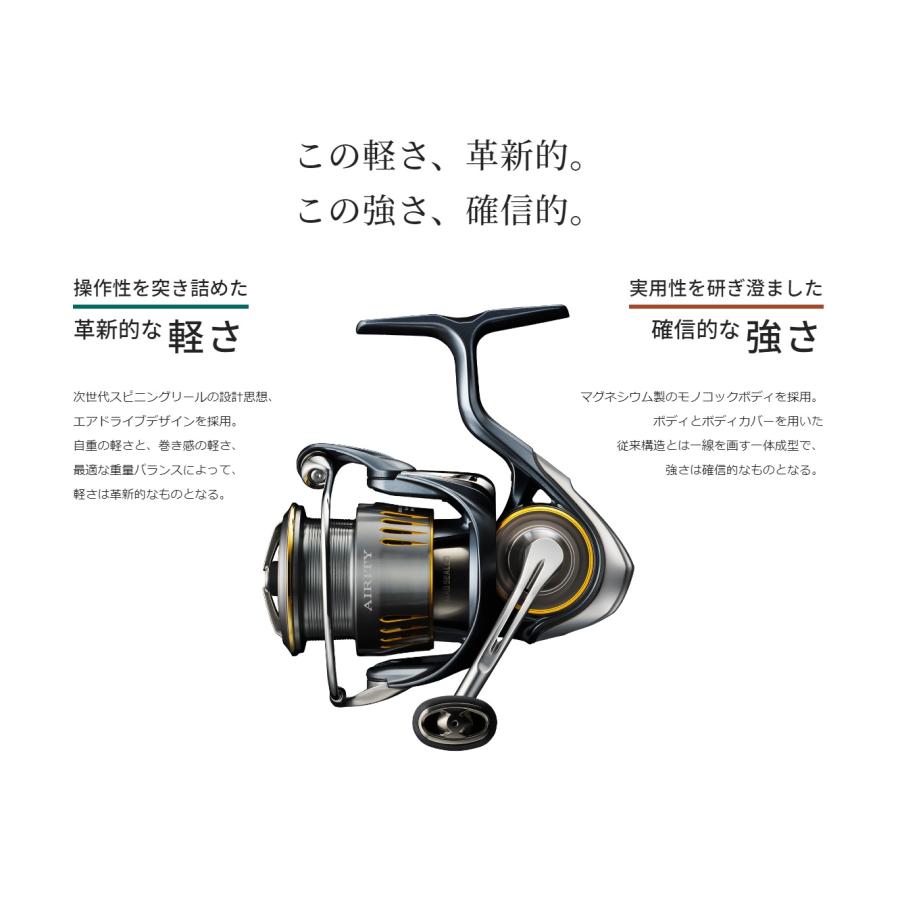 この軽さ、革新的。
この強さ、確信的。
操作性を突き詰めた
革新的な 軽さ
次世代スピニングリールの設計思想、
エアドライブデザインを採用。
自重の軽さと、巻き感の軽さ、
最適な重量バランスによって、
軽さは革新的なものとなる。
実用性を研ぎ澄ました
確信的な 強さ
マグネシウム製のモノコックボディを採用。
ボディとボディカバーを用いた
従来構造とは一線を画す一体成型で、
強さは確信的なものとなる。
AIRITY